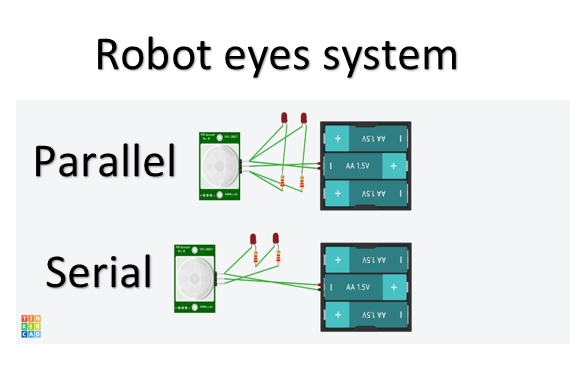 Robot eyes system
Parallel
+ AA 1.5V
AA 1.5V +
+ AA 1.5V
Serial
+ AA 1.5V
AA 1.5V +
+ AA 1.5V
TIN
KER
CAD